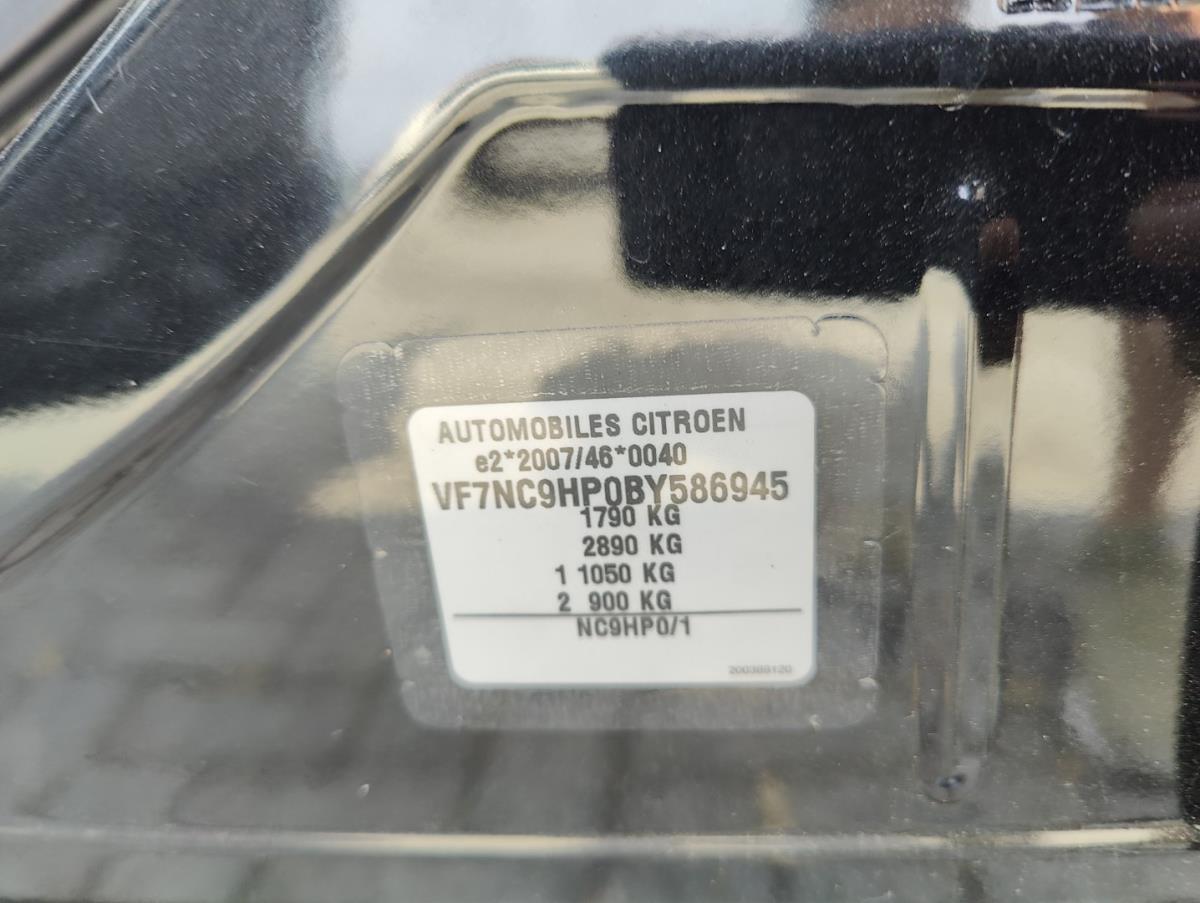 AUTOMOBILES CITROEN
e2*2007/46*0040
VF7NC9HP0BY586945
1790 KG
2890 KG
1 1050 KG
2 900 KG
NC9HP0/1